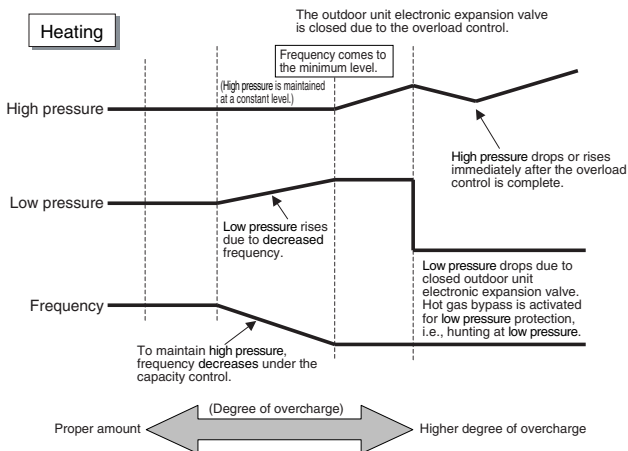 Heating
The outdoor unit electronic expansion valve
is closed due to the overload control.
Frequency comes to
the minimum level.
(High pressure is maintained
at a constant level.)
High pressure
High pressure drops or rises
immediately after the overload
control is complete.
Low pressure
Low pressure rises
due to decreased
frequency.
Low pressure drops due to
closed outdoor unit
electronic expansion valve.
Hot gas bypass is activated
for low pressure protection,
i.e., hunting at low pressure.
Frequency
To maintain high pressure,
frequency decreases under the
capacity control.
(Degree of overcharge)
Proper amount
Higher degree of overcharge